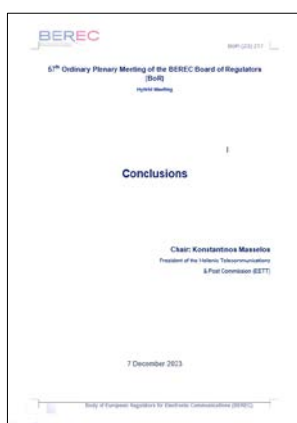 BEREC
57th Ordinary Plenary Meeting of the BEREC Board of Regulators
(BoR)
Hybrid Meeting
Conclusions
Chair: Konstantinos Masselos
President of the Hellenic Telecommunications
& Post Commission (EETT)
7 December 2023
Body of European Regulators for Electronic Communications (BEREC)